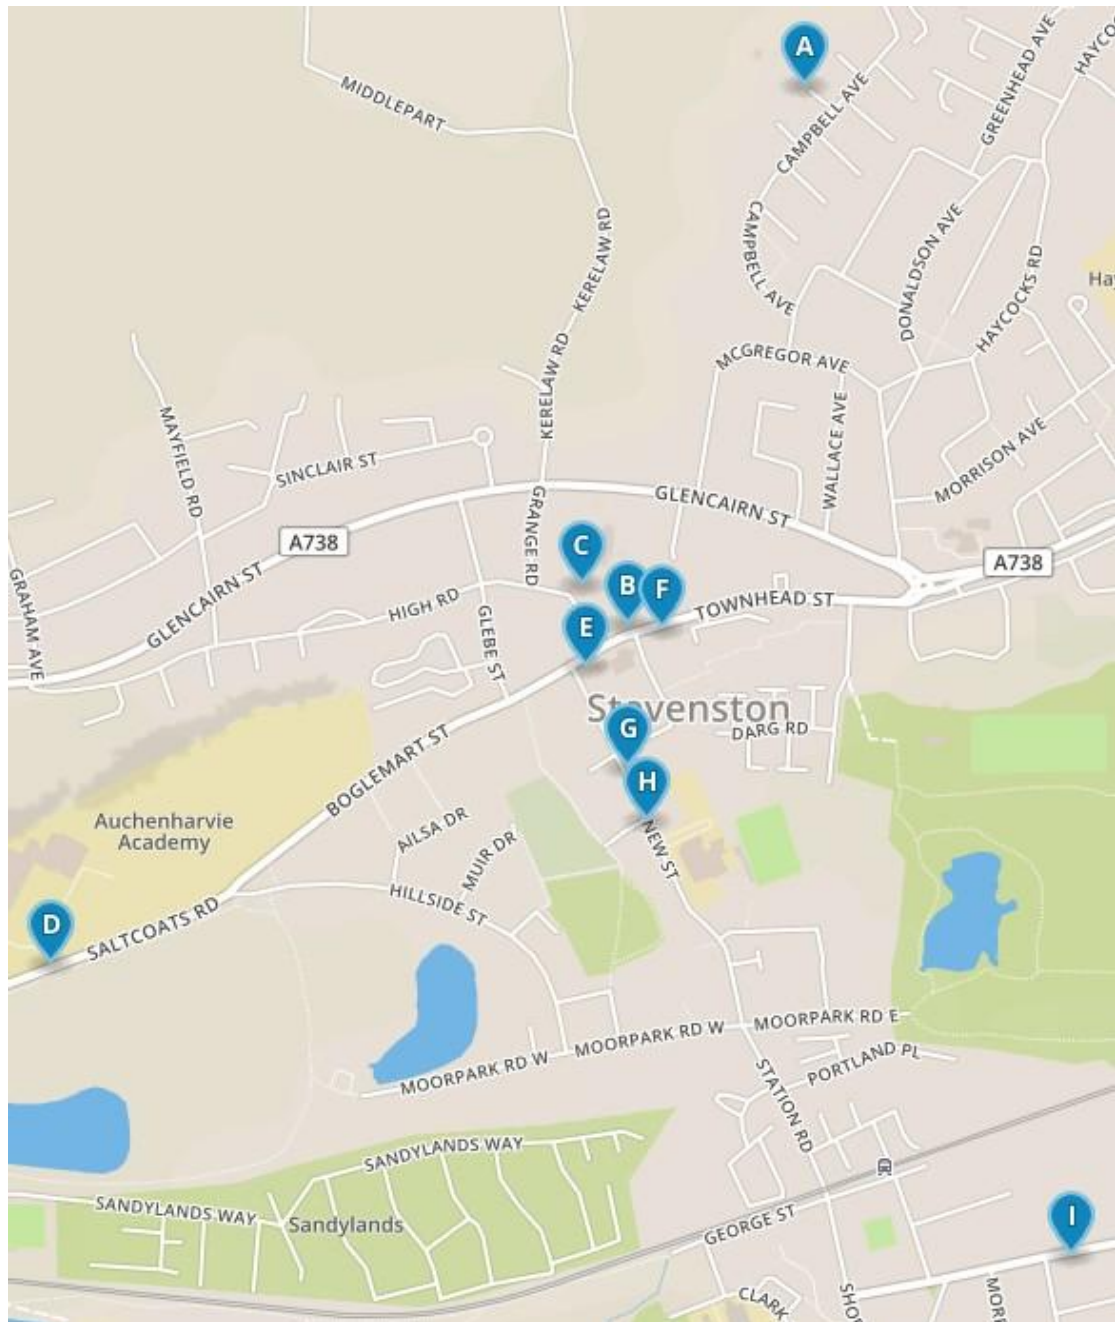 A
GREENHEAD AVE
HAYCO
MIDDLEPART
CAMPBELL AVE
KERELAW RD
CAMPBELL AVE
DONALDSON AVE
HAYCOCKS RD
Hay
KERELAW RD
MCGREGOR AVE
MAYFIELD RD
SINCLAIR ST
WALLACE AVE
MORRISON AVE
GLENCAIRN ST
GRANGE RD
A738
C
A738
GRAHAM AVE
GLENCAIRN ST
HIGH RD
GLEBE ST
B
F
TOWNHEAD ST
E
Stevenston
G
DARG RD
BOGLEMART ST
H
Auchenharvie
Academy
AILSA DR
MUIR DR
NEW ST
HILLSIDE ST
D
SALTCOATS RD
MOORPARK RD W
MOORPARK RD W
MOORPARK RD E
PORTLAND PL
STATION RD
SANDYLANDS WAY
SANDYLANDS WAY
Sandylands
GEORGE ST
I
CLARK
SHO
MOR